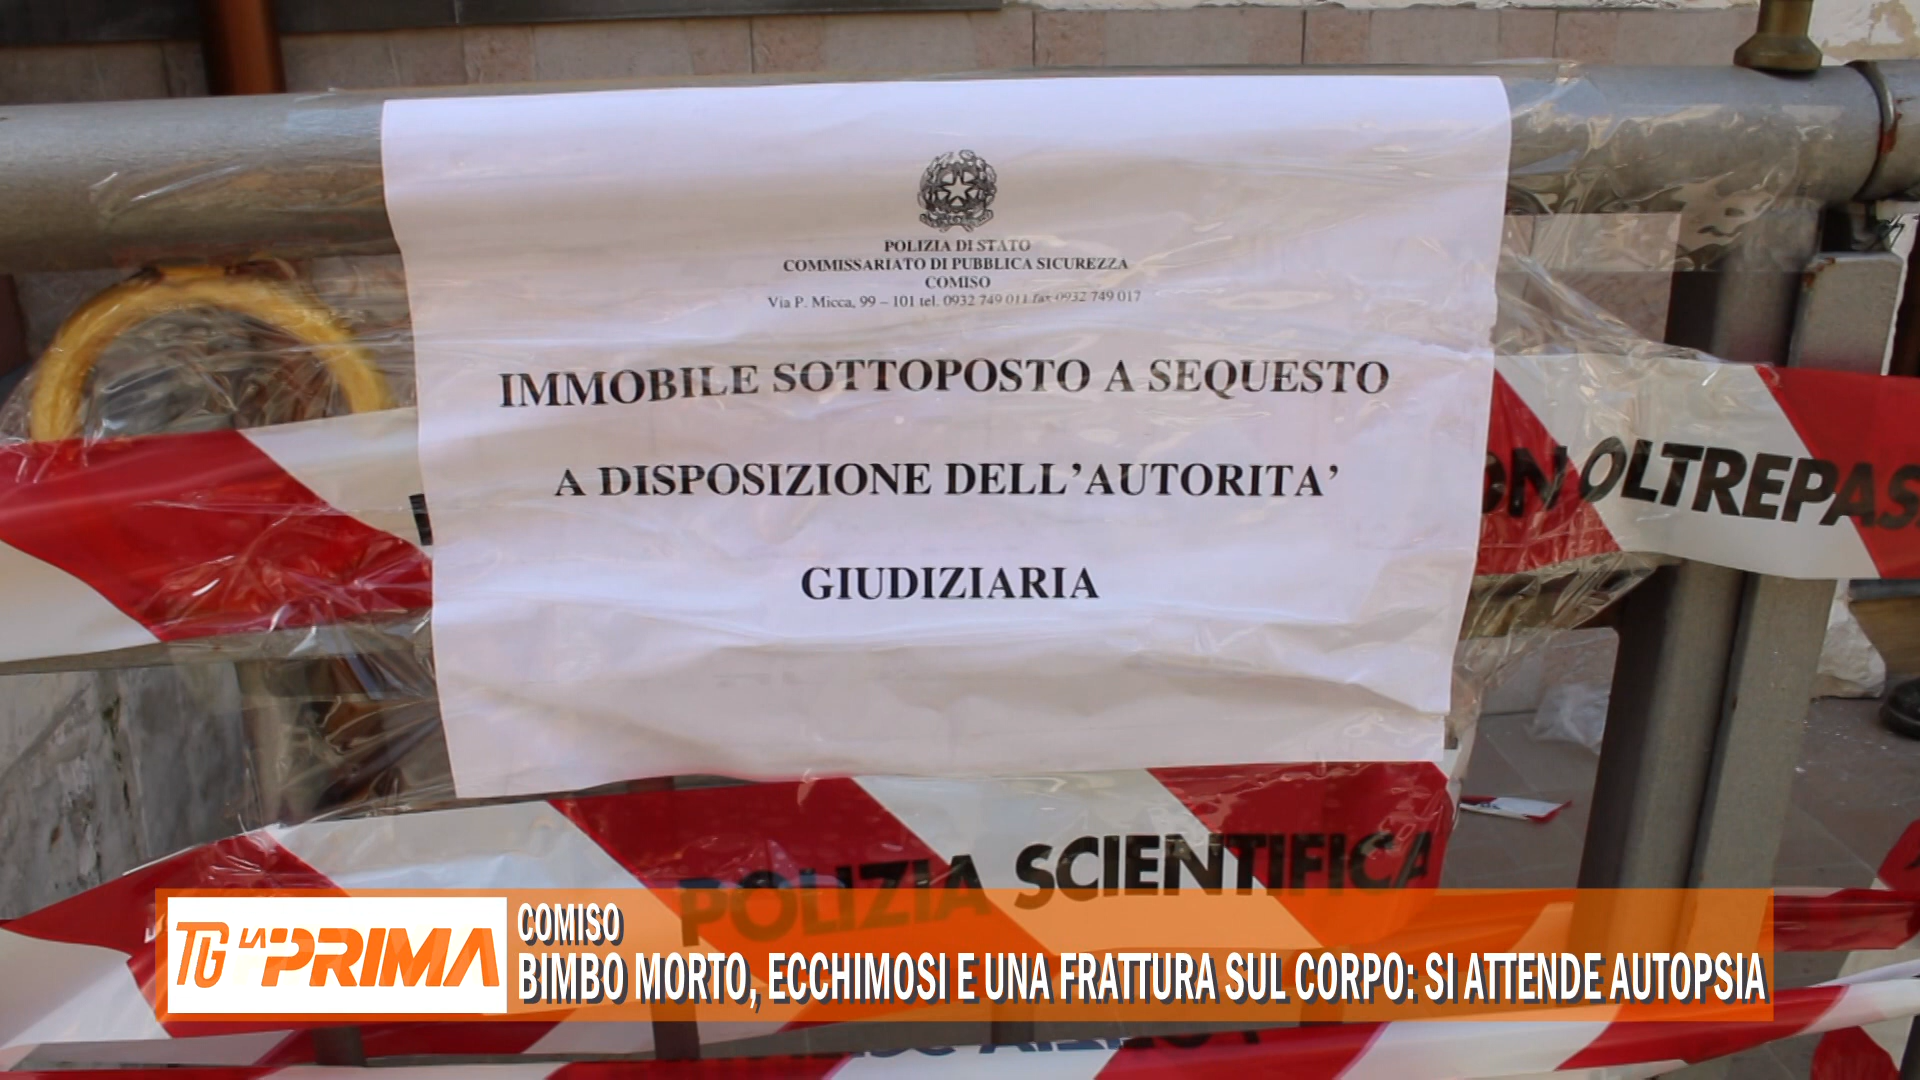 POLIZIA DI STATO
COMMISSARIATO DI PUBBLICA SICUREZZA
COMISO
Via P. Micca, 99 – 101 tel. 0932 749 011 fax 0932 749 017
IMMOBILE SOTTOPOSTO A SEQUESTO
A DISPOSIZIONE DELL'AUTORITA'
GIUDIZIARIA
OLTREPAS
POLIZIA SCIENTIFICA
TG LA PRIMA
COMISO
BIMBO MORTO, ECCHIMOSI E UNA FRATTURA SUL CORPO: SI ATTENDE AUTOPSIA